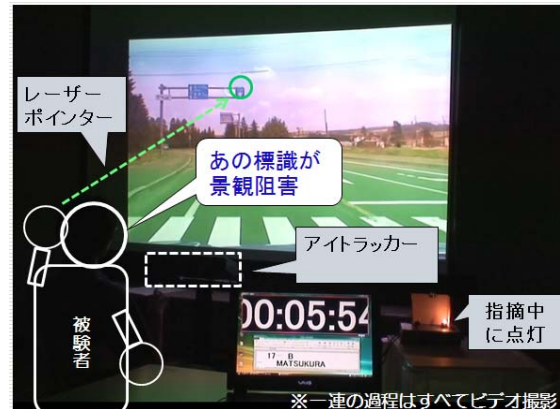 レーザー
ポインター
あの標識が
景観阻害
アイトラッカー
00:05:54
17 B
MATSUKURA
指摘中
に点灯
被験者
VAIO
※一連の過程はすべてビデオ撮影